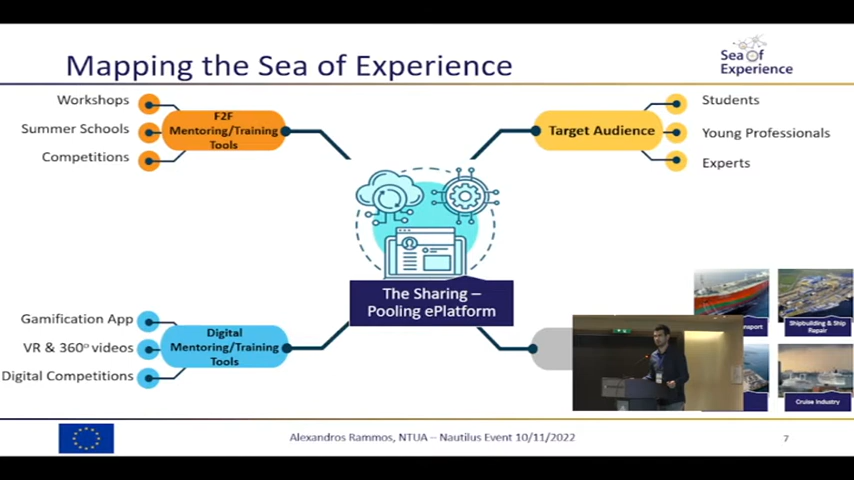 Mapping the Sea of Experience
Sea Of
Experience
Workshops
Summer Schools
Competitions
F2F
Mentoring/Training
Tools
Target Audience
Students
Young Professionals
Experts
The Sharing –
Pooling ePlatform
Gamification App
VR & 360° videos
Digital Competitions
Digital
Mentoring/Training
Tools
Shipbuilding & Ship
Repair
Cruise Industry
Alexandros Rammos, NTUA – Nautilus Event 10/11/2022
7